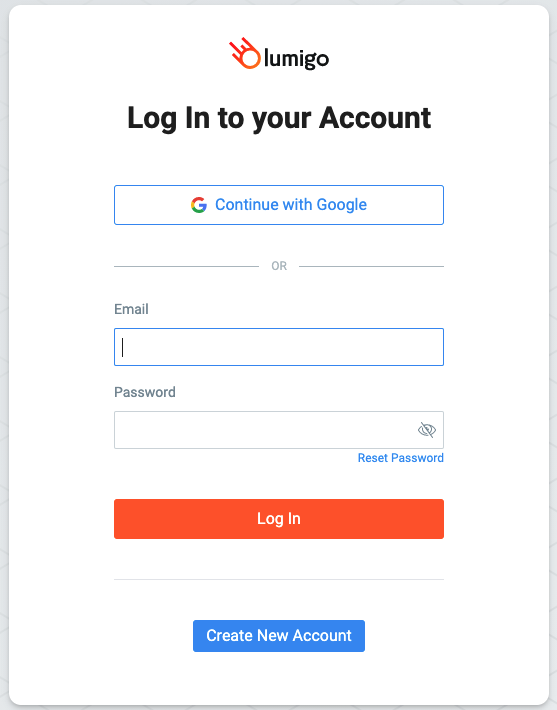 lumigo
Log In to your Account
Continue with Google
OR
Email
Password
Reset Password
Log In
Create New Account